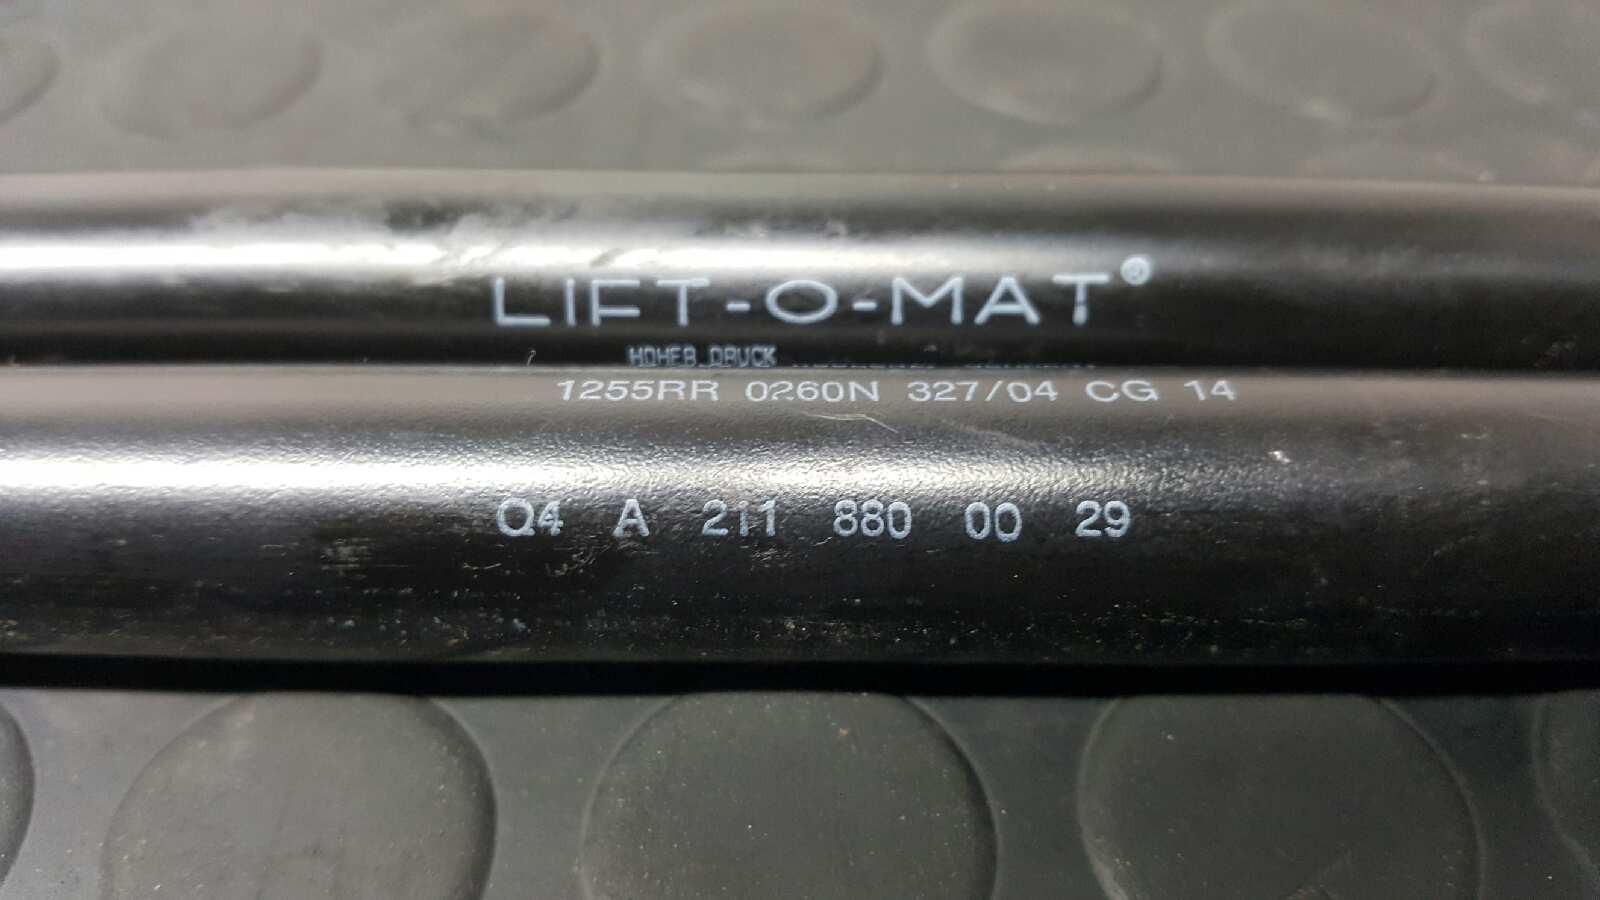 LIFT-O-MAT®
HOHER DRUCK
1255RR 0260N 327/04 CG 14
Q4 A 211 880 00 29